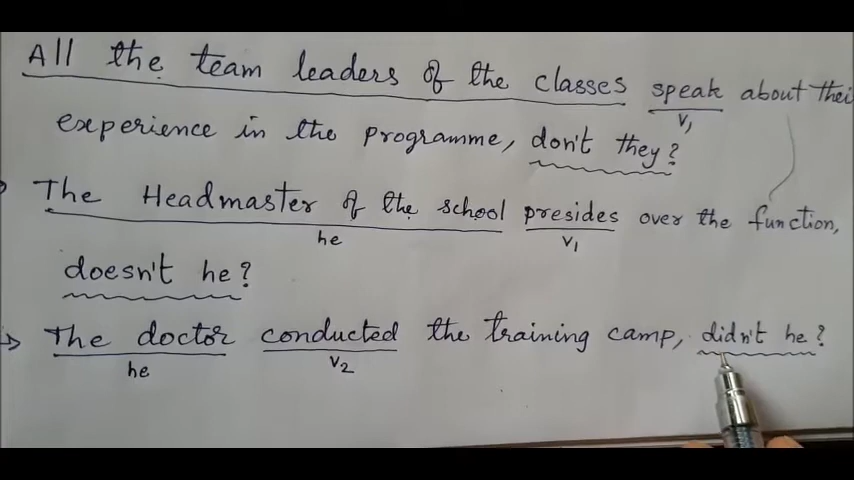 All the team leaders of the classes speak about their
V1
experience in the programme, don't they?
The Headmaster of the school presides over the function,
he V1
doesn't he?
→ The doctor conducted the training camp, didn't he?
he V2